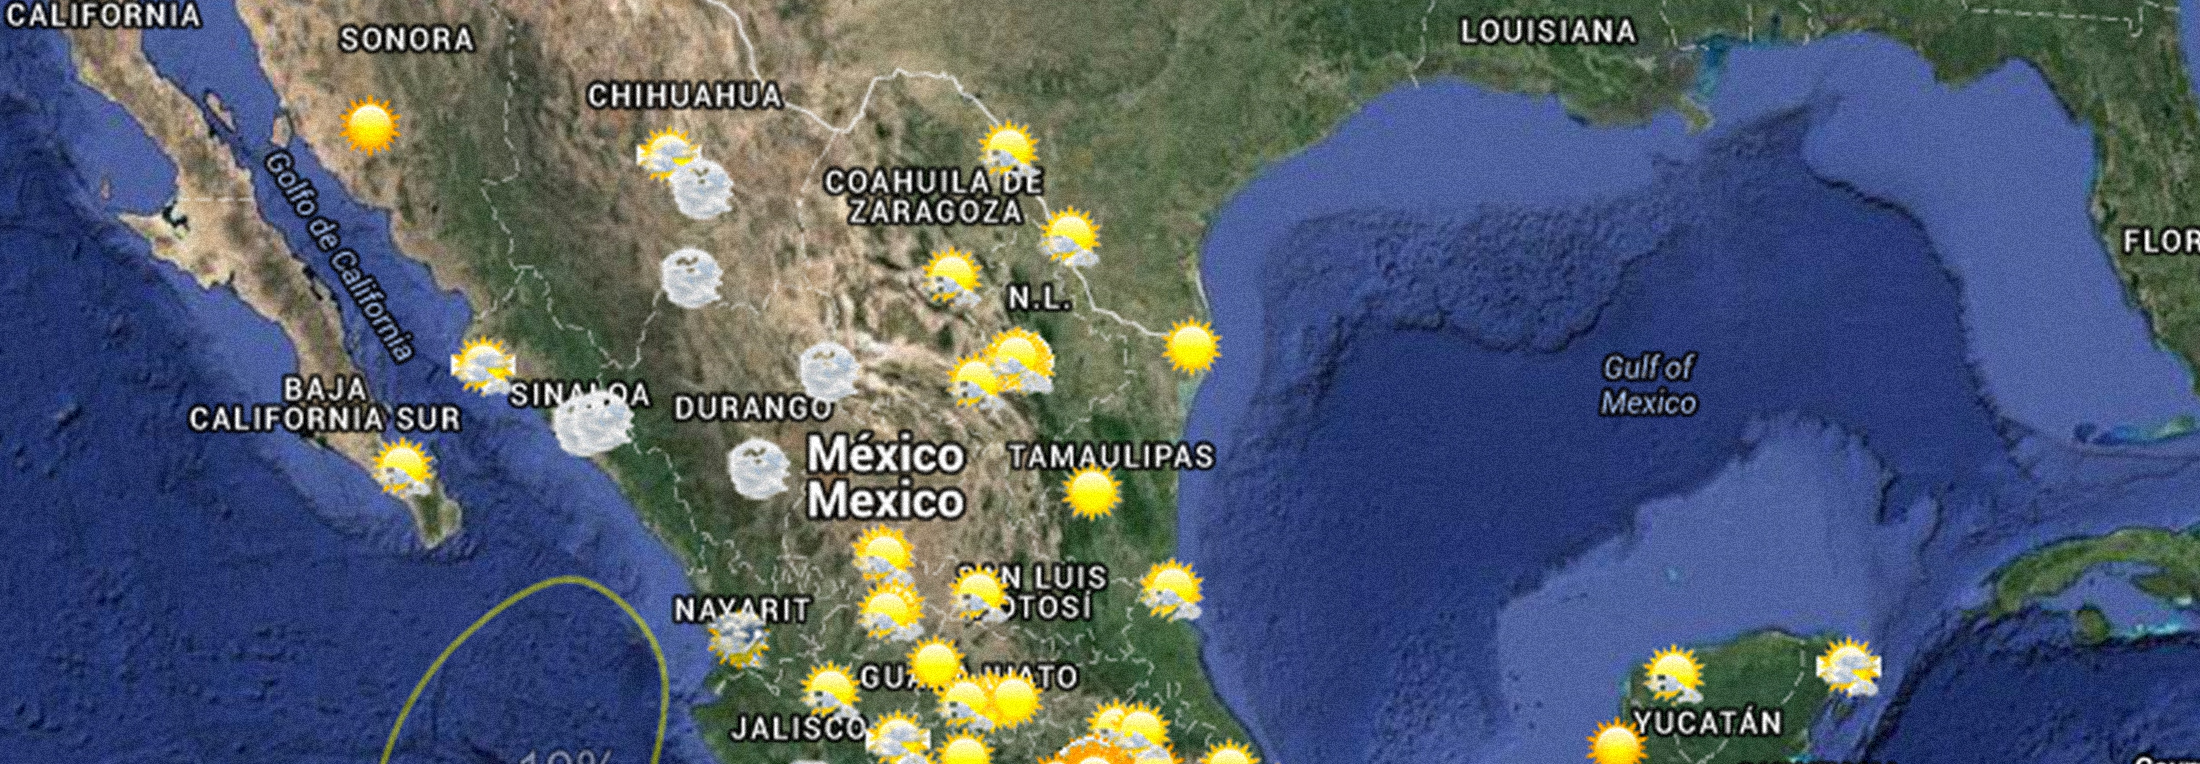 CALIFORNIA
SONORA
LOUISIANA
CHIHUAHUA
Golfo de California
COAHUILA DE
ZARAGOZA
FLOR
N.L.
Gulf of
Mexico
BAJA
CALIFORNIA SUR
SINALOA
DURANGO
México
Mexico
TAMAULIPAS
SAN LUIS
POTOSÍ
NAYARIT
GUANAJUATO
JALISCO
YUCATÁN
10%